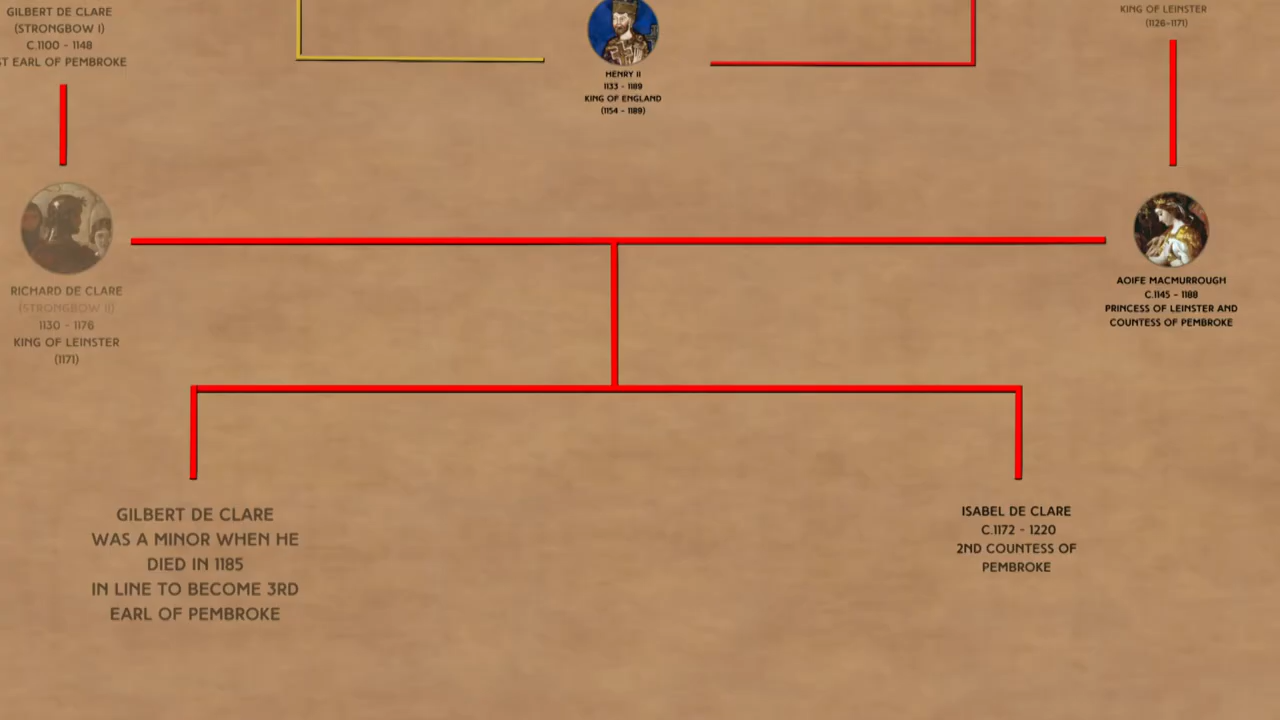 GILBERT DE CLARE
(STRONGBOW I)
C.1100 - 1148
ST EARL OF PEMBROKE
HENRY II
1133 - 1189
KING OF ENGLAND
(1154 - 1189)
KING OF LEINSTER
(1126-1171)
RICHARD DE CLARE
(STRONGBOW II)
1130 - 1176
KING OF LEINSTER
(1171)
AOIFE MACMURROUGH
C.1145 - 1188
PRINCESS OF LEINSTER AND
COUNTESS OF PEMBROKE
GILBERT DE CLARE
WAS A MINOR WHEN HE
DIED IN 1185
IN LINE TO BECOME 3RD
EARL OF PEMBROKE
ISABEL DE CLARE
C.1172 - 1220
2ND COUNTESS OF
PEMBROKE